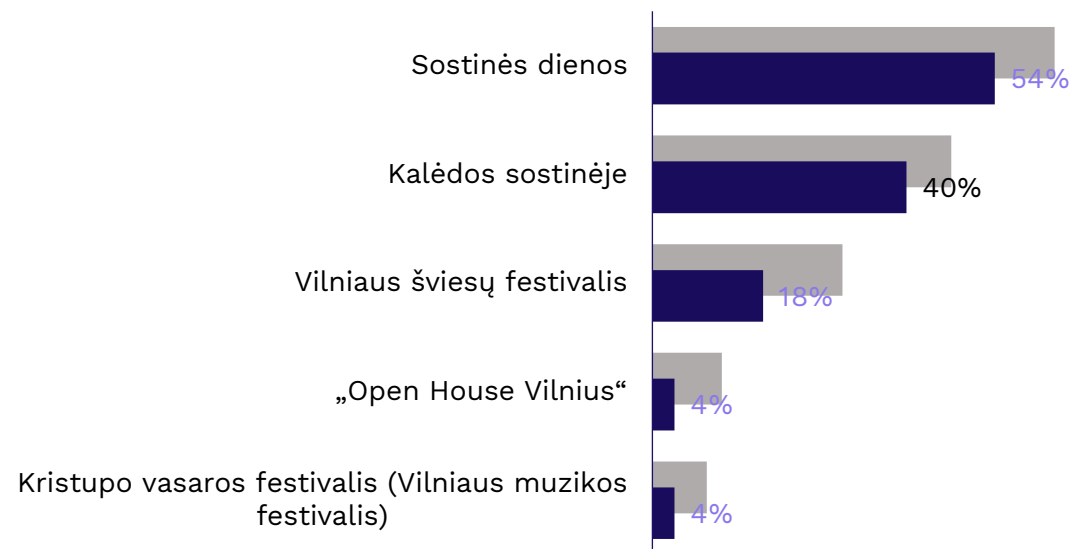 Sostinės dienos
54%
Kalėdos sostinėje
40%
Vilniaus šviesų festivalis
18%
„Open House Vilnius“
4%
Kristupo vasaros festivalis (Vilniaus muzikos
festivalis)
4%